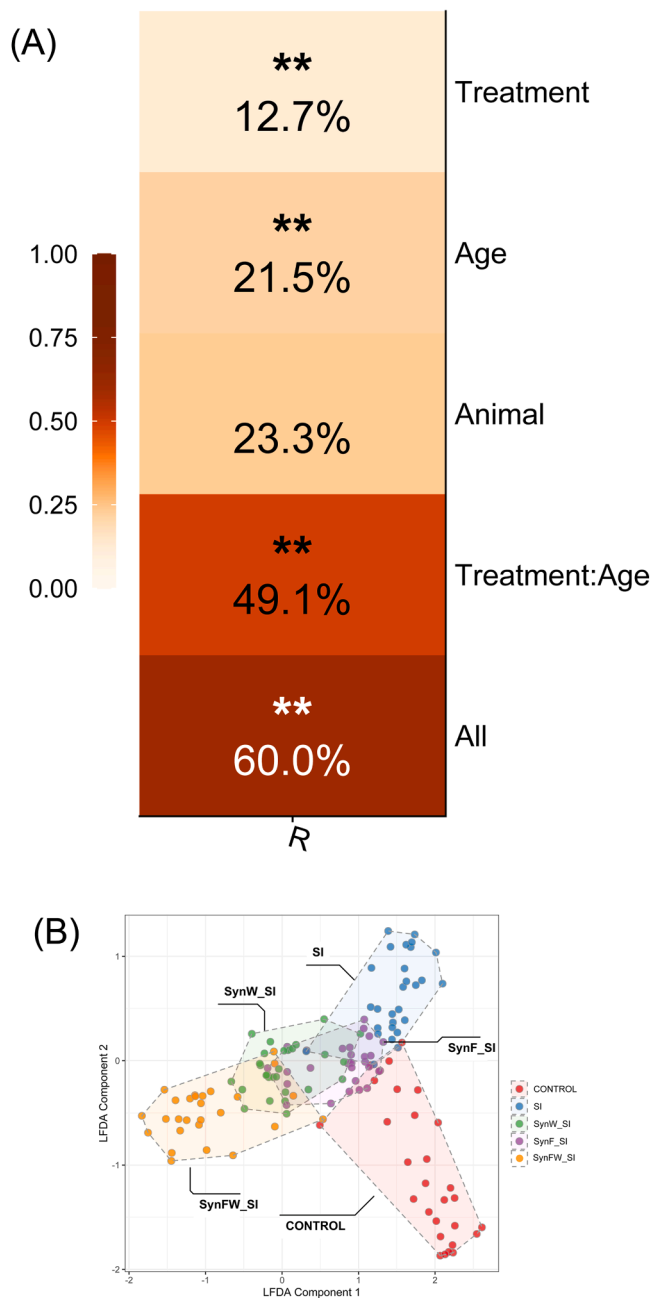 (A)
**
12.7%
Treatment
**
21.5%
Age
1.00
0.75
0.50
0.25
0.00
23.3%
Animal
**
49.1%
Treatment:Age
**
60.0%
All
R
(B)
SI
SynW_SI
SynF_SI
SynFW_SI
CONTROL
LFDA Component 2
1
0
-1
-2
-2
-1
0
1
2
LFDA Component 1
CONTROL
SI
SynW_SI
SynF_SI
SynFW_SI